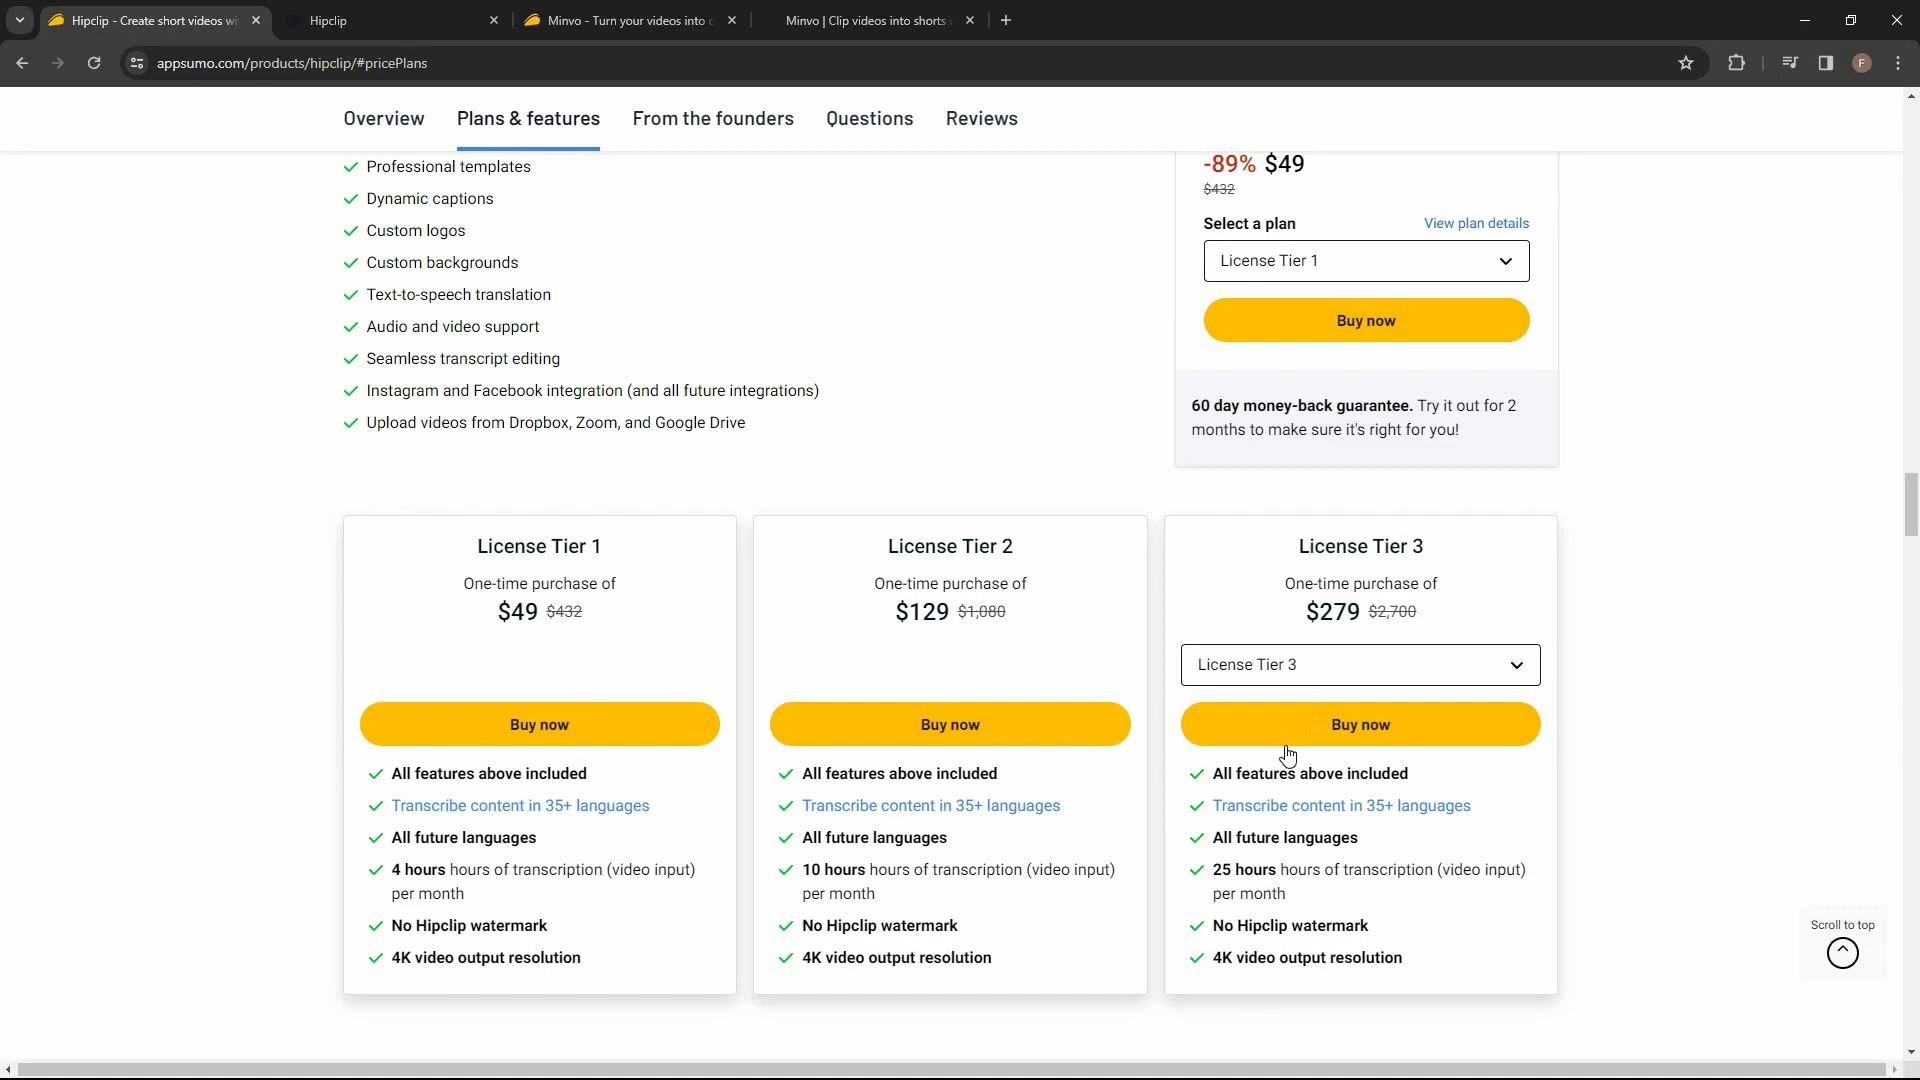 Hipclip - Create short videos wi
Hipclip
Minvo - Turn your videos into
Minvo | Clip videos into shorts
appsumo.com/products/hipclip/#pricePlans
F
Overview
Plans & features
From the founders
Questions
Reviews
Professional templates
Dynamic captions
Custom logos
Custom backgrounds
Text-to-speech translation
Audio and video support
Seamless transcript editing
Instagram and Facebook integration (and all future integrations)
Upload videos from Dropbox, Zoom, and Google Drive
-89% $49
$432
Select a plan
View plan details
License Tier 1
Buy now
60 day money-back guarantee. Try it out for 2
months to make sure it's right for you!
License Tier 1
One-time purchase of
$49 $432
Buy now
All features above included
Transcribe content in 35+ languages
All future languages
4 hours hours of transcription (video input)
per month
No Hipclip watermark
4K video output resolution
License Tier 2
One-time purchase of
$129 $1,080
Buy now
All features above included
Transcribe content in 35+ languages
All future languages
10 hours hours of transcription (video input)
per month
No Hipclip watermark
4K video output resolution
License Tier 3
One-time purchase of
$279 $2,700
License Tier 3
Buy now
All features above included
Transcribe content in 35+ languages
All future languages
25 hours hours of transcription (video input)
per month
No Hipclip watermark
4K video output resolution
Scroll to top